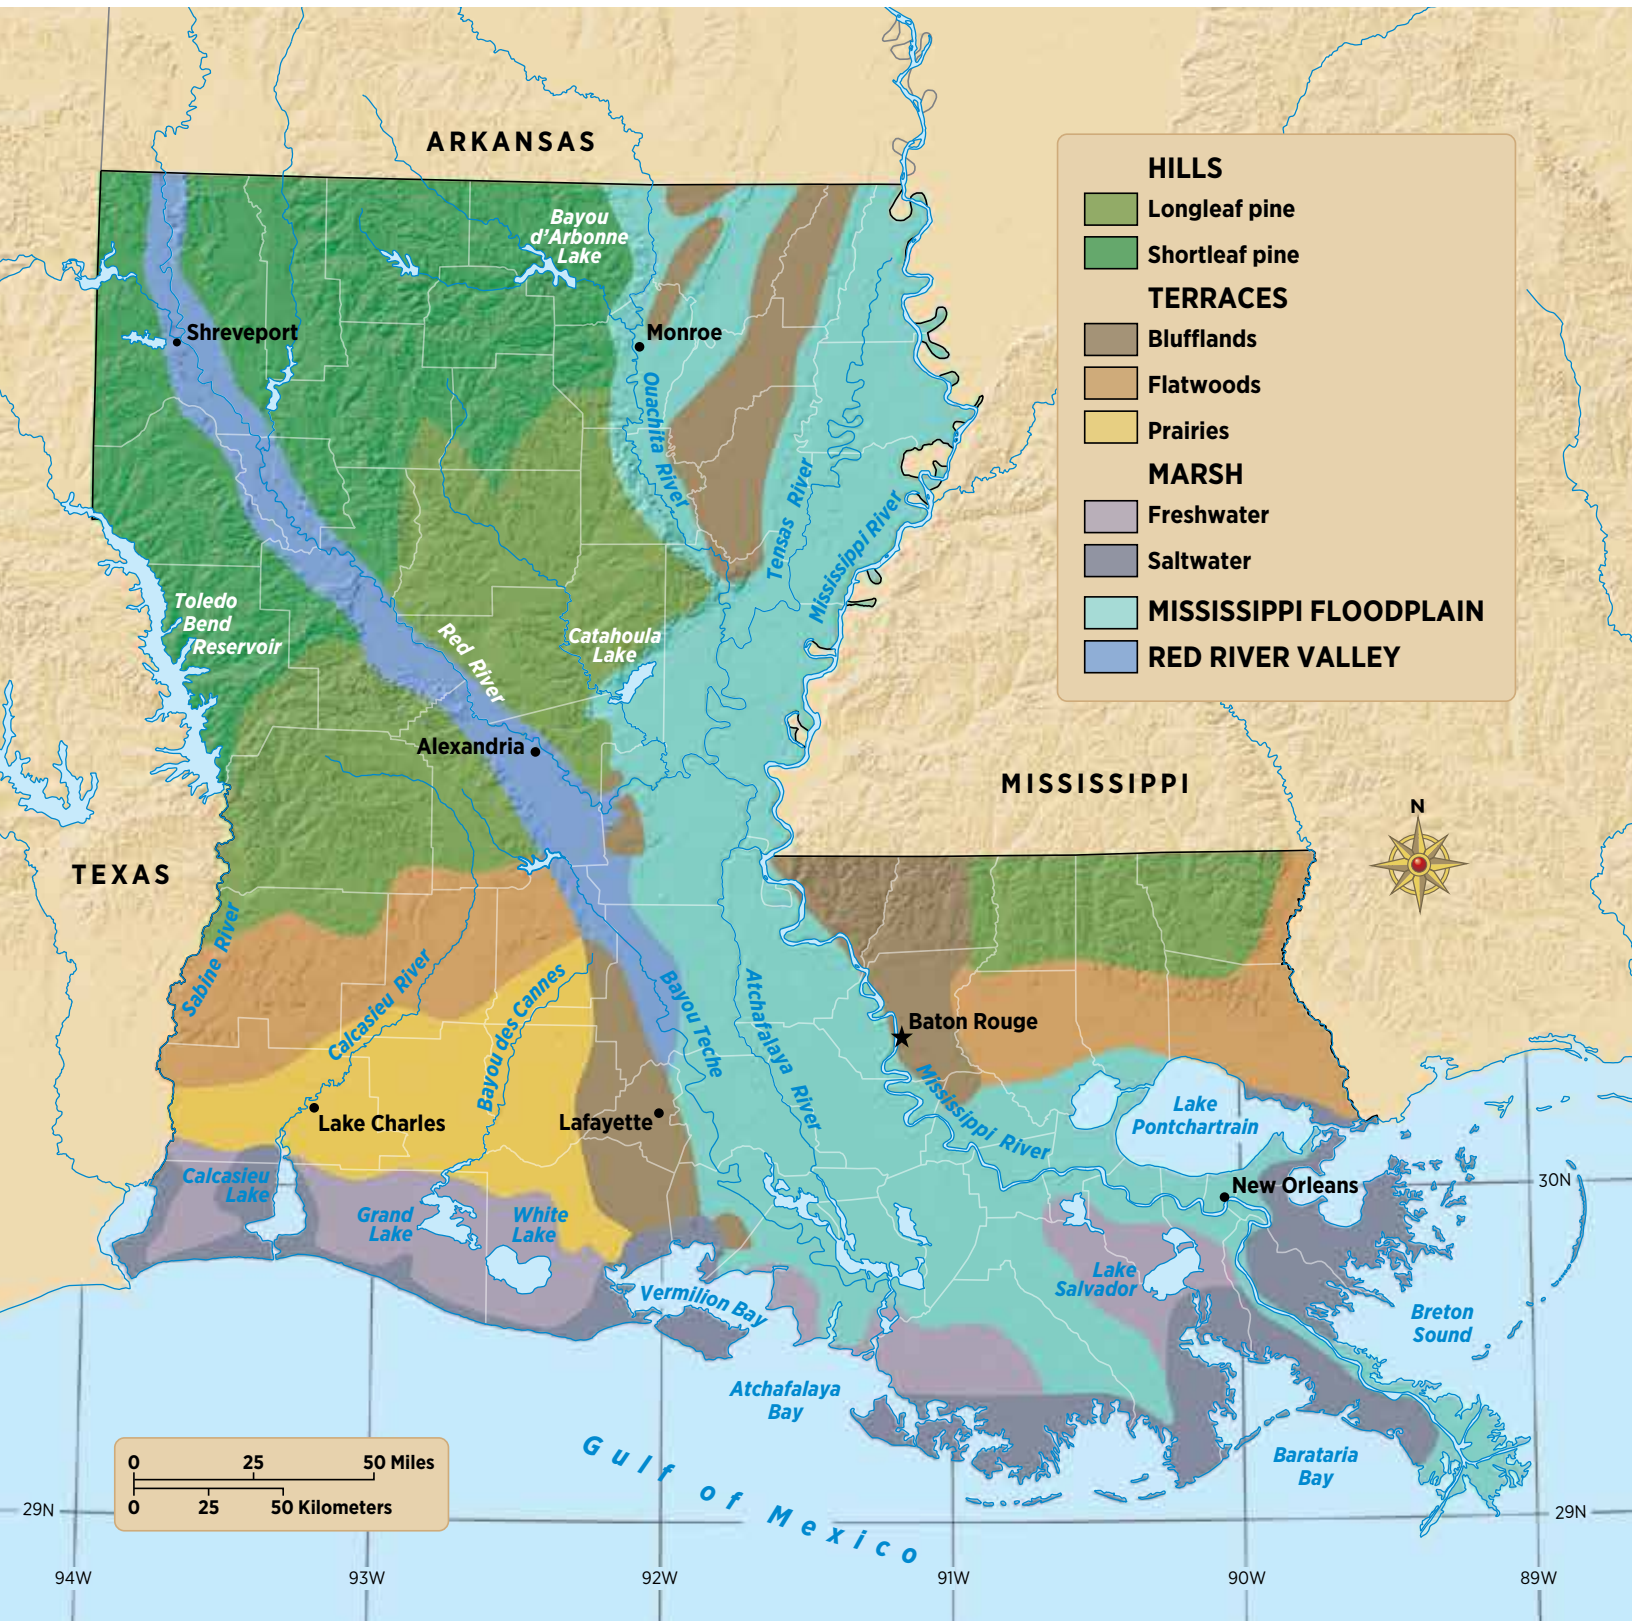 ARKANSAS
HILLS
Longleaf pine
Shortleaf pine
TERRACES
Blufflands
Flatwoods
Prairies
MARSH
Freshwater
Saltwater
MISSISSIPPI FLOODPLAIN
RED RIVER VALLEY
Bayou
d'Arbonne
Lake
Shreveport
Monroe
Ouachita River
Tensas River
Mississippi River
Toledo
Bend
Reservoir
Red River
Catahoula
Lake
Alexandria
MISSISSIPPI
N
TEXAS
Sabine River
Calcasieu River
Bayou des Cannes
Bayou Teche
Atchafalaya River
Baton Rouge
Mississippi River
Lake
Pontchartrain
Lake Charles
Lafayette
Calcasieu
Lake
Grand
Lake
White
Lake
New Orleans
30N
Vermilion Bay
Lake
Salvador
Breton
Sound
Atchafalaya
Bay
Barataria
Bay
Gulf of Mexico
0 25 50 Miles
0 25 50 Kilometers
29N
29N
94W
93W
92W
91W
90W
89W